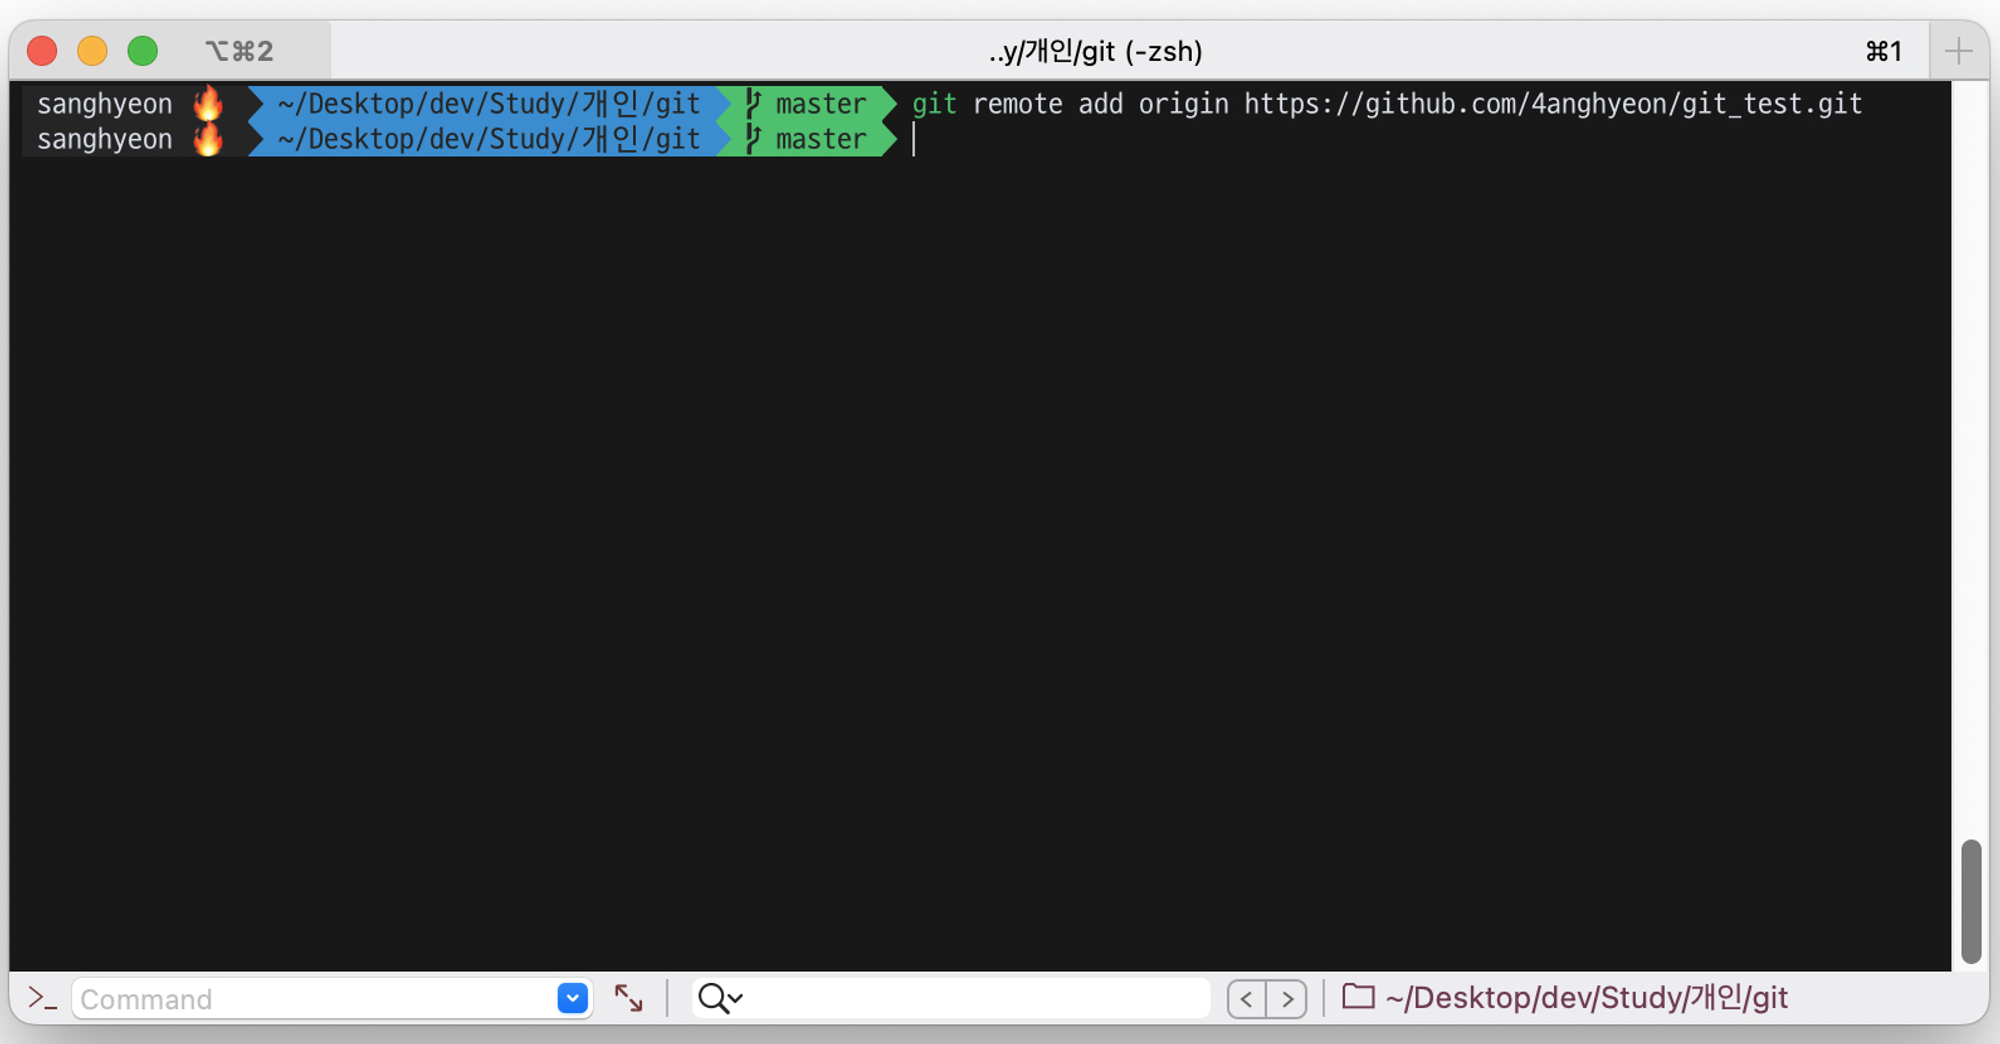 ⌥⌘2 ..y/개인/git (-zsh) ⌘1
sanghyeon 🔥 ~/Desktop/dev/Study/개인/git master git remote add origin https://github.com/4anghyeon/git_test.git
sanghyeon 🔥 ~/Desktop/dev/Study/개인/git master
Command ~/Desktop/dev/Study/개인/git